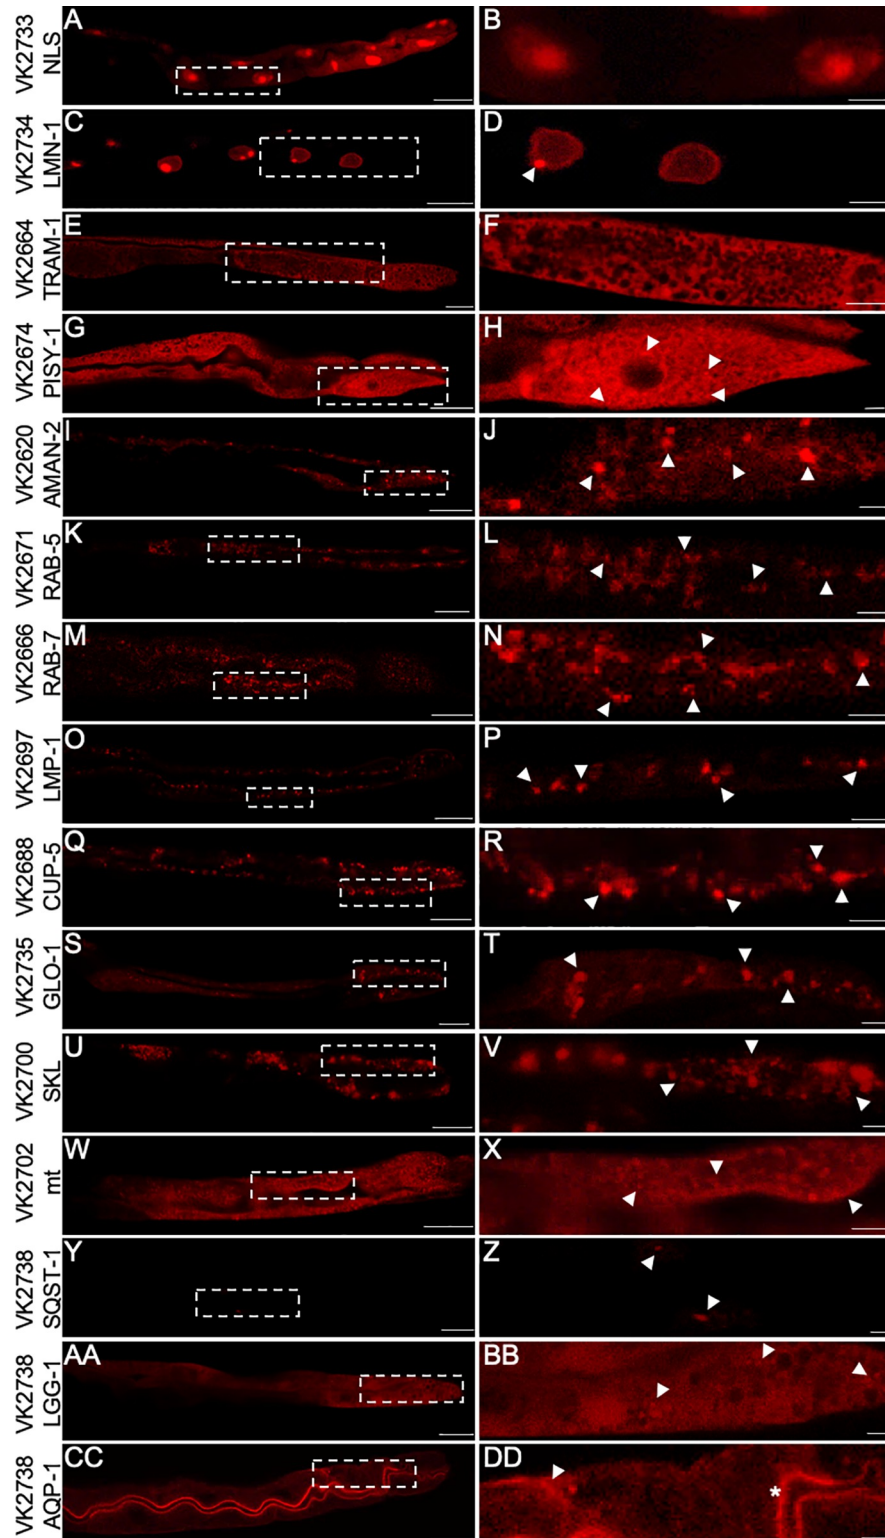 VK2733
NLS
A
B
VK2734
LMN-1
C
D
VK2664
TRAM-1
E
F
VK2674
PISY-1
G
H
VK2620
AMAN-2
I
J
VK2671
RAB-5
K
L
VK2666
RAB-7
M
N
VK2697
LMP-1
O
P
VK2688
CUP-5
Q
R
VK2735
GLO-1
S
T
VK2700
SKL
U
V
VK2702
mt
W
X
VK2738
SQST-1
Y
Z
VK2738
LGG-1
AA
BB
VK2738
AQP-1
CC
DD
*